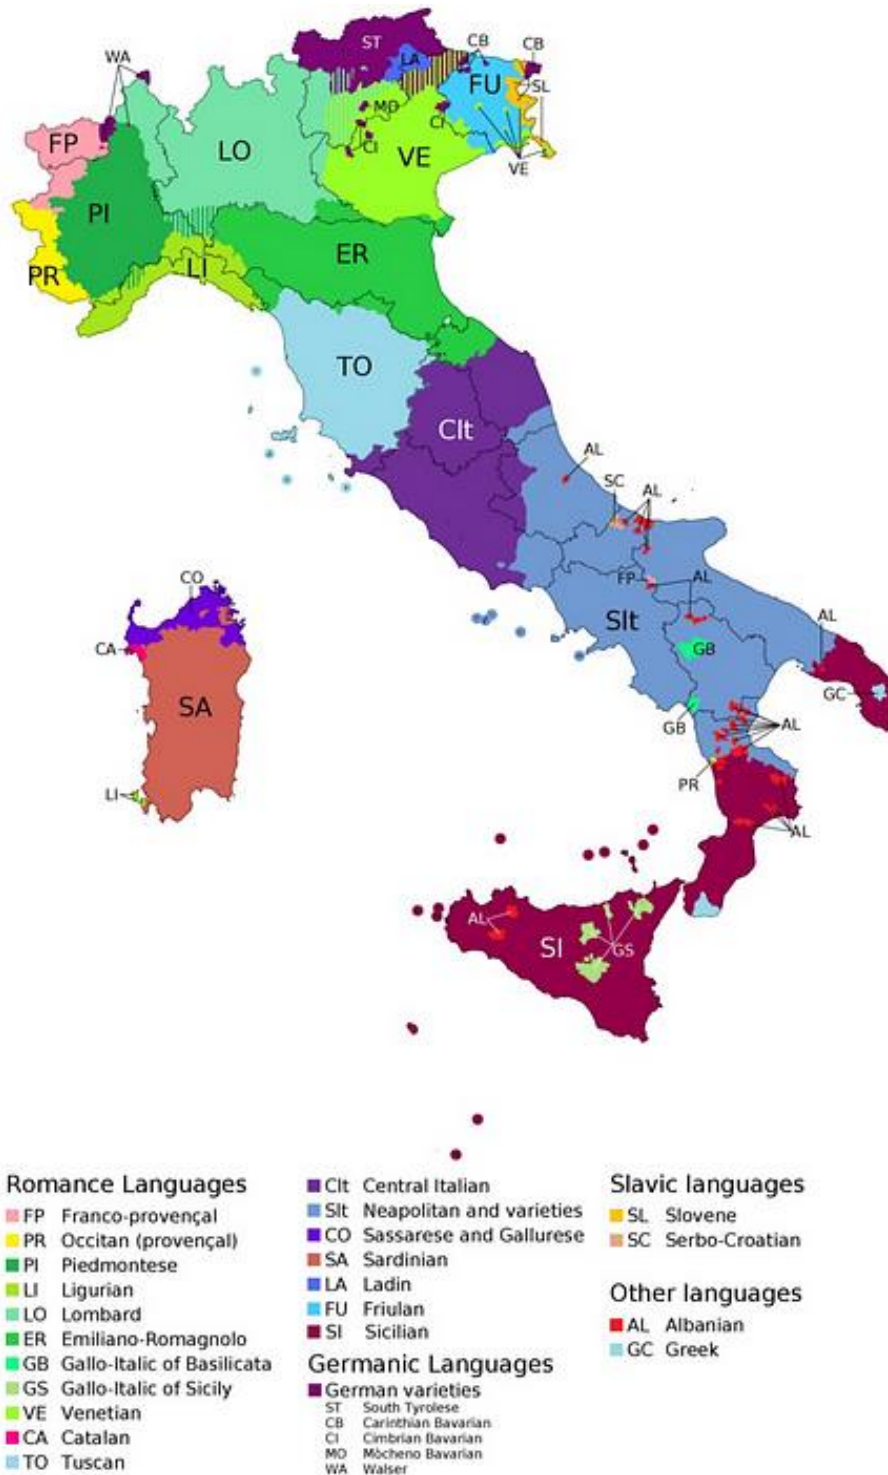 ST
CB
CB
WA
LA
FU
SL
MO
FP
CI
LO
CI
VE
VE
PI
ER
PR
LI
TO
CIt
AL
SC
AL
CO
FP
AL
SIt
AL
CA
GB
SA
GC
GB
AL
PR
LI
AL
AL
SI
GS
Romance Languages
FP Franco-provençal
PR Occitan (provençal)
PI Piedmontese
LI Ligurian
LO Lombard
ER Emiliano-Romagnolo
GB Gallo-Italic of Basilicata
GS Gallo-Italic of Sicily
VE Venetian
CA Catalan
TO Tuscan
CIt Central Italian
SIt Neapolitan and varieties
CO Sassarese and Gallurese
SA Sardinian
LA Ladin
FU Friulan
SI Sicilian
Germanic Languages
German varieties
ST South Tyrolese
CB Carinthian Bavarian
CI Cimbrian Bavarian
MO Mòcheno Bavarian
WA Walser
Slavic languages
SL Slovene
SC Serbo-Croatian
Other languages
AL Albanian
GC Greek